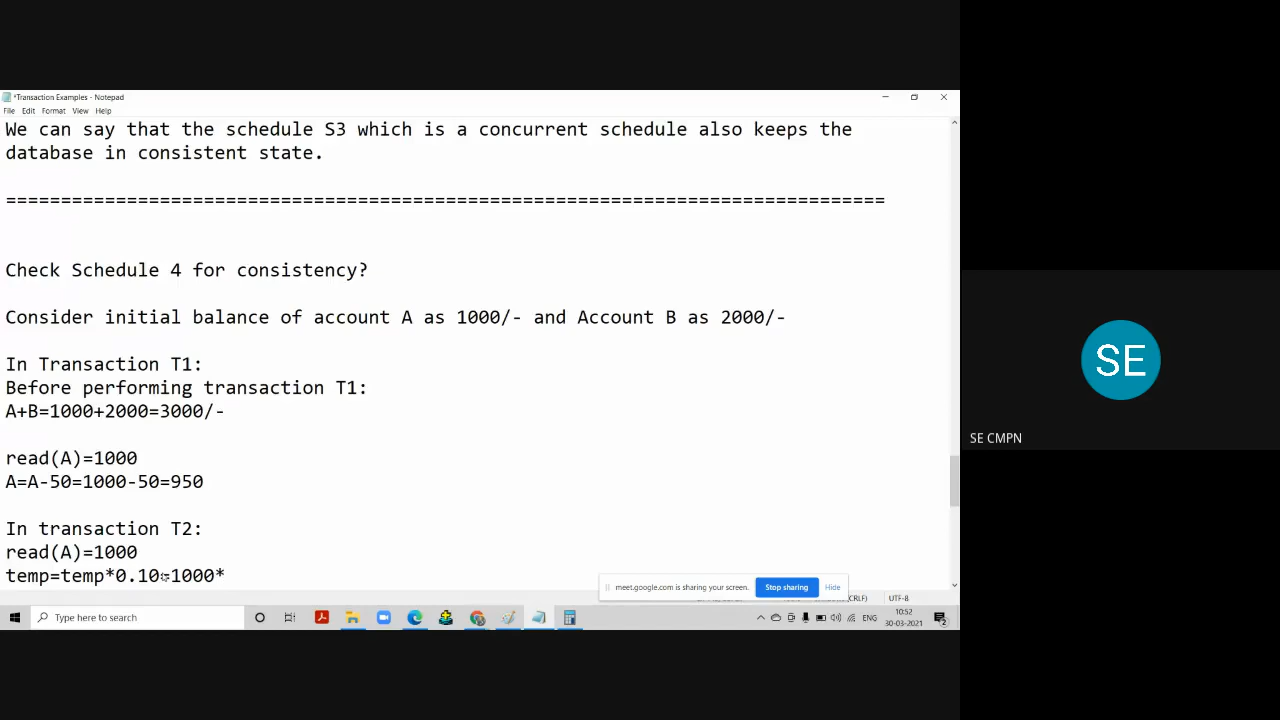 *Transaction Examples - Notepad
File Edit Format View Help
We can say that the schedule S3 which is a concurrent schedule also keeps the
database in consistent state.
================================================================================
Check Schedule 4 for consistency?
Consider initial balance of account A as 1000/- and Account B as 2000/-
In Transaction T1:
Before performing transaction T1:
A+B=1000+2000=3000/-
read(A)=1000
A=A-50=1000-50=950
In transaction T2:
read(A)=1000
temp=temp*0.10=1000*
meet.google.com is sharing your screen. Stop sharing Hide
(CRLF) UTF-8
Type here to search
ENG
10:52
30-03-2021
2
SE
SE CMPN